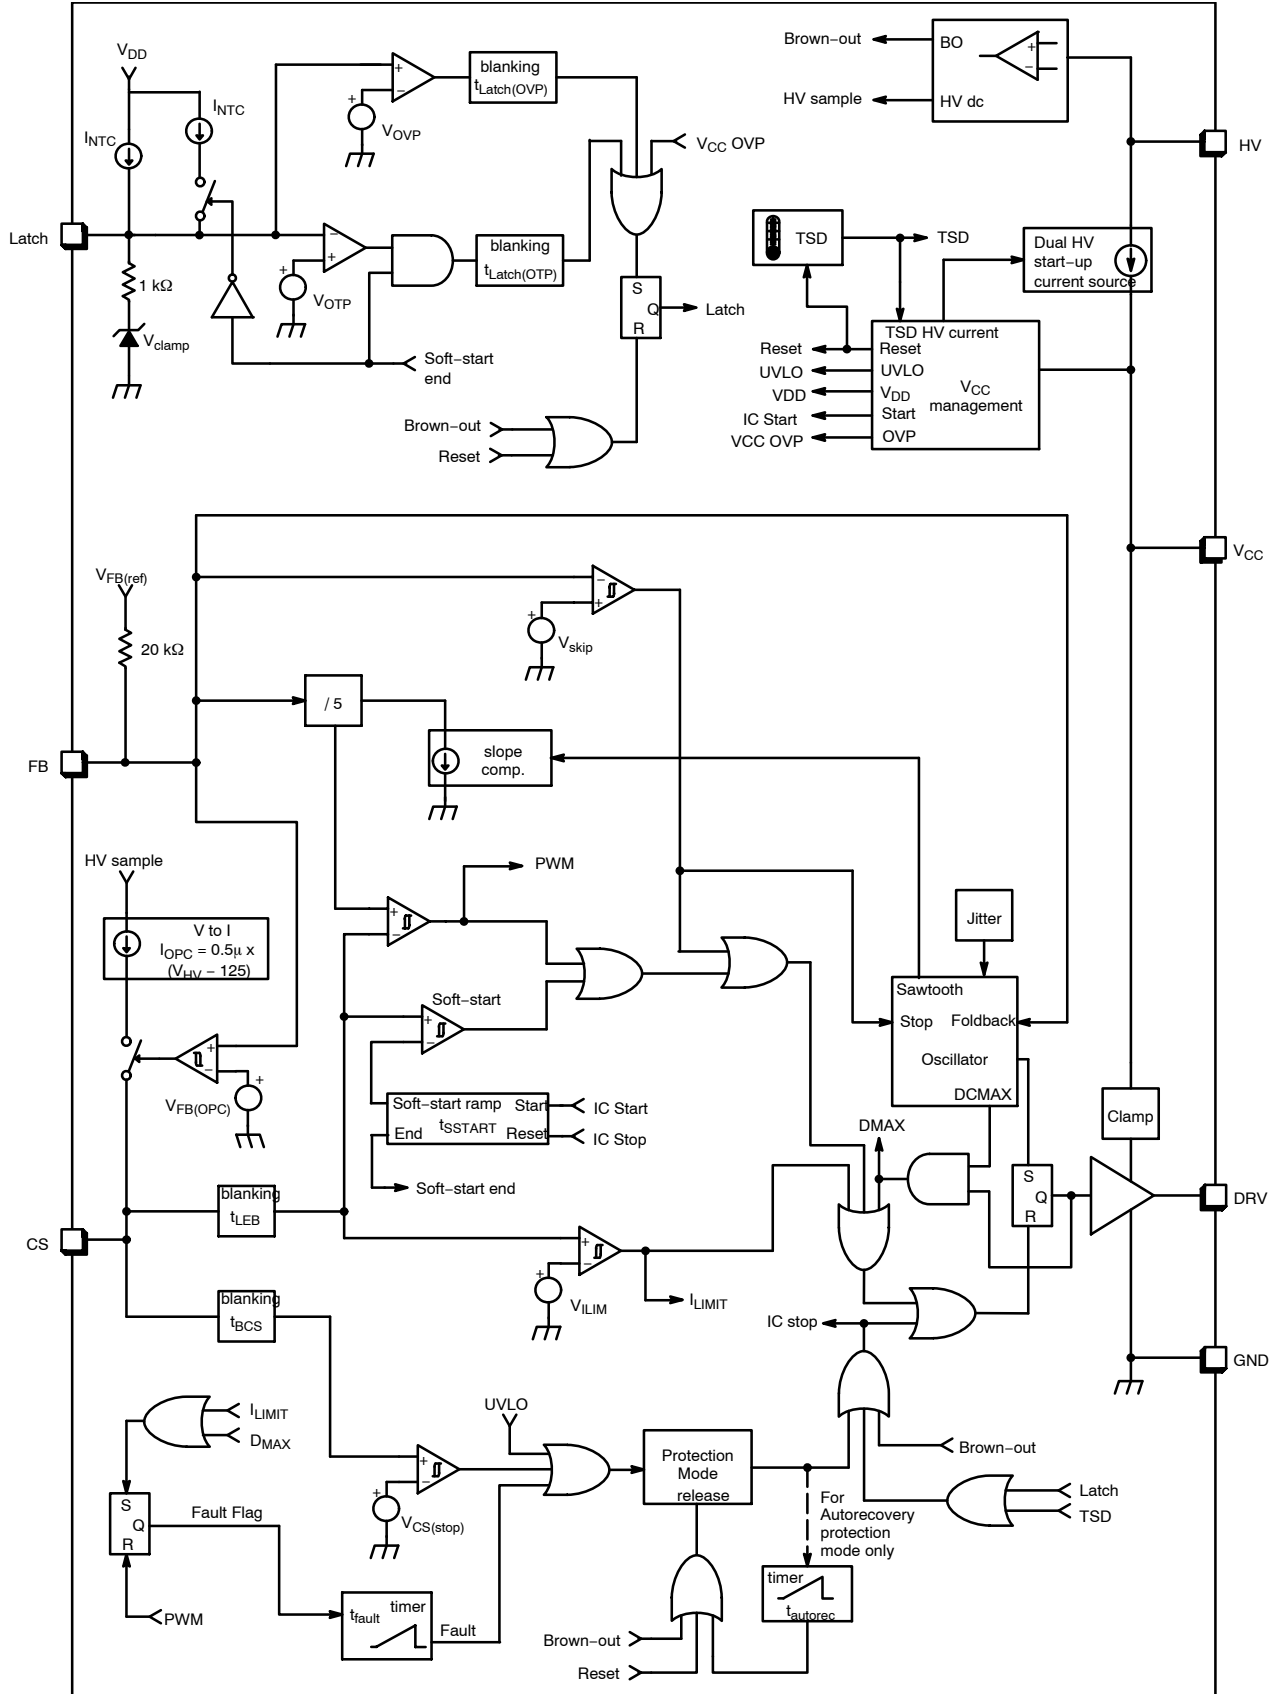 VDD
INTC
INTC
Latch
1 kΩ
Vclamp
+
−
VOVP
+
blanking
tLatch(OVP)
VCC OVP
−
+
VOTP
+
blanking
tLatch(OTP)
S
Q
R
Latch
Soft−start
end
Brown−out
Reset
Brown−out
HV sample
BO
HV dc
+
−
HV
TSD
TSD
Dual HV
start−up
current source
TSD HV current
Reset
UVLO
VDD
Start
OVP
VCC
management
Reset
UVLO
VDD
IC Start
VCC OVP
VCC
VFB(ref)
20 kΩ
FB
−
+
+
Vskip
/ 5
slope
comp.
HV sample
V to I
IOPC = 0.5μ x
(VHV − 125)
+
−
PWM
Soft−start
+
−
+
−
+
VFB(OPC)
Soft−start ramp
Start
tSSTART
End
Reset
IC Start
IC Stop
Soft−start end
Jitter
Sawtooth
Stop
Foldback
Oscillator
DCMAX
DMAX
Clamp
S
Q
R
DRV
CS
blanking
tLEB
+
−
+
VILIM
ILIMIT
blanking
tBCS
IC stop
GND
ILIMIT
DMAX
UVLO
+
−
+
VCS(stop)
Protection
Mode
release
Brown−out
Latch
TSD
S
Q
R
Fault Flag
PWM
tfault
timer
Fault
For
Autorecovery
protection
mode only
timer
tautorec
Brown−out
Reset